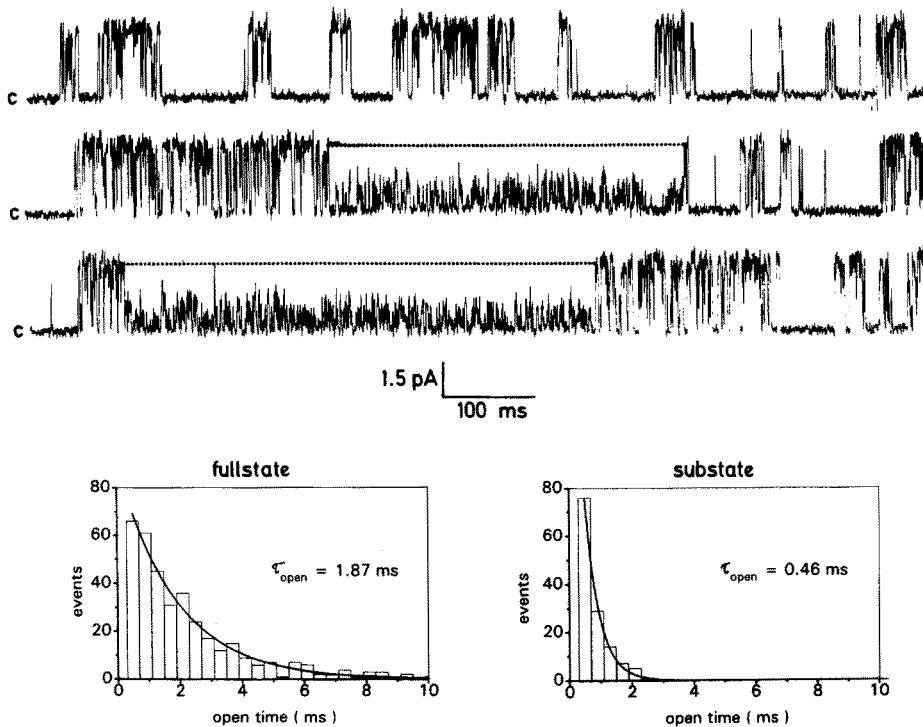 C
C
C
1.5 pA
100 ms
fullstate
80
60
40
20
0
events
τopen = 1.87 ms
0 2 4 6 8 10
open time ( ms )
substate
80
60
40
20
0
events
τopen = 0.46 ms
0 2 4 6 8 10
open time ( ms )